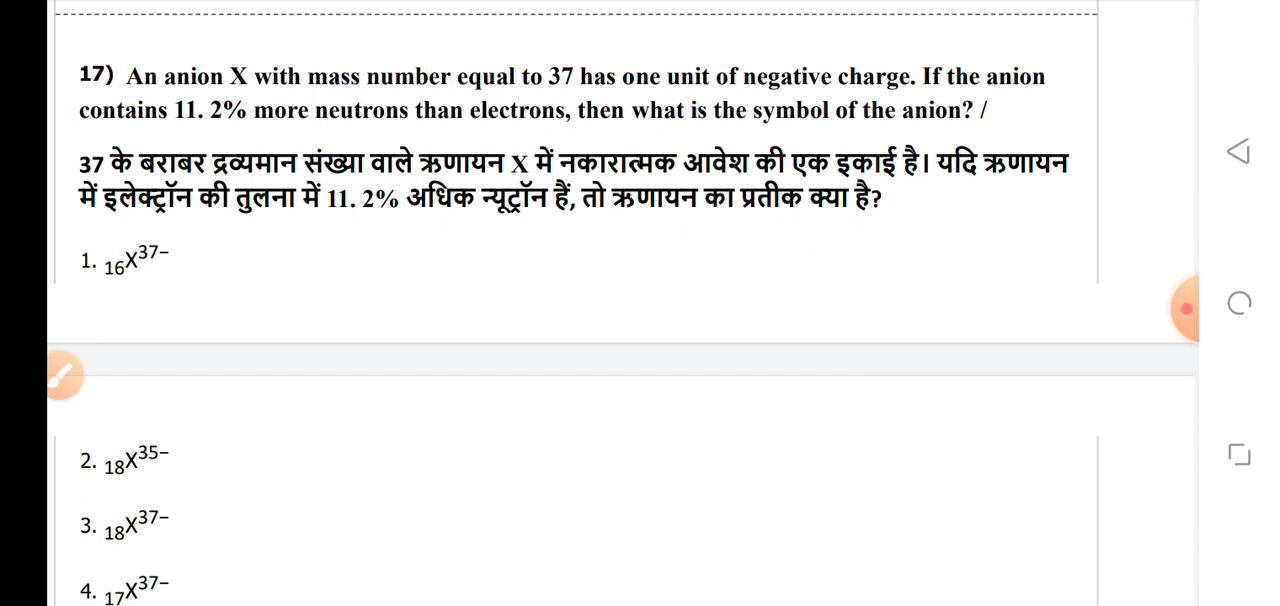 17) An anion X with mass number equal to 37 has one unit of negative charge. If the anion
contains 11. 2% more neutrons than electrons, then what is the symbol of the anion? /
37 के बराबर द्रव्यमान संख्या वाले ऋणायन X में नकारात्मक आवेश की एक इकाई है। यदि ऋणायन
में इलेक्ट्रॉन की तुलना में 11. 2% अधिक न्यूट्रॉन हैं, तो ऋणायन का प्रतीक क्या है?
1. ₁₆X³⁷⁻
2. ₁₈X³⁵⁻
3. ₁₈X³⁷⁻
4. ₁₇X³⁷⁻